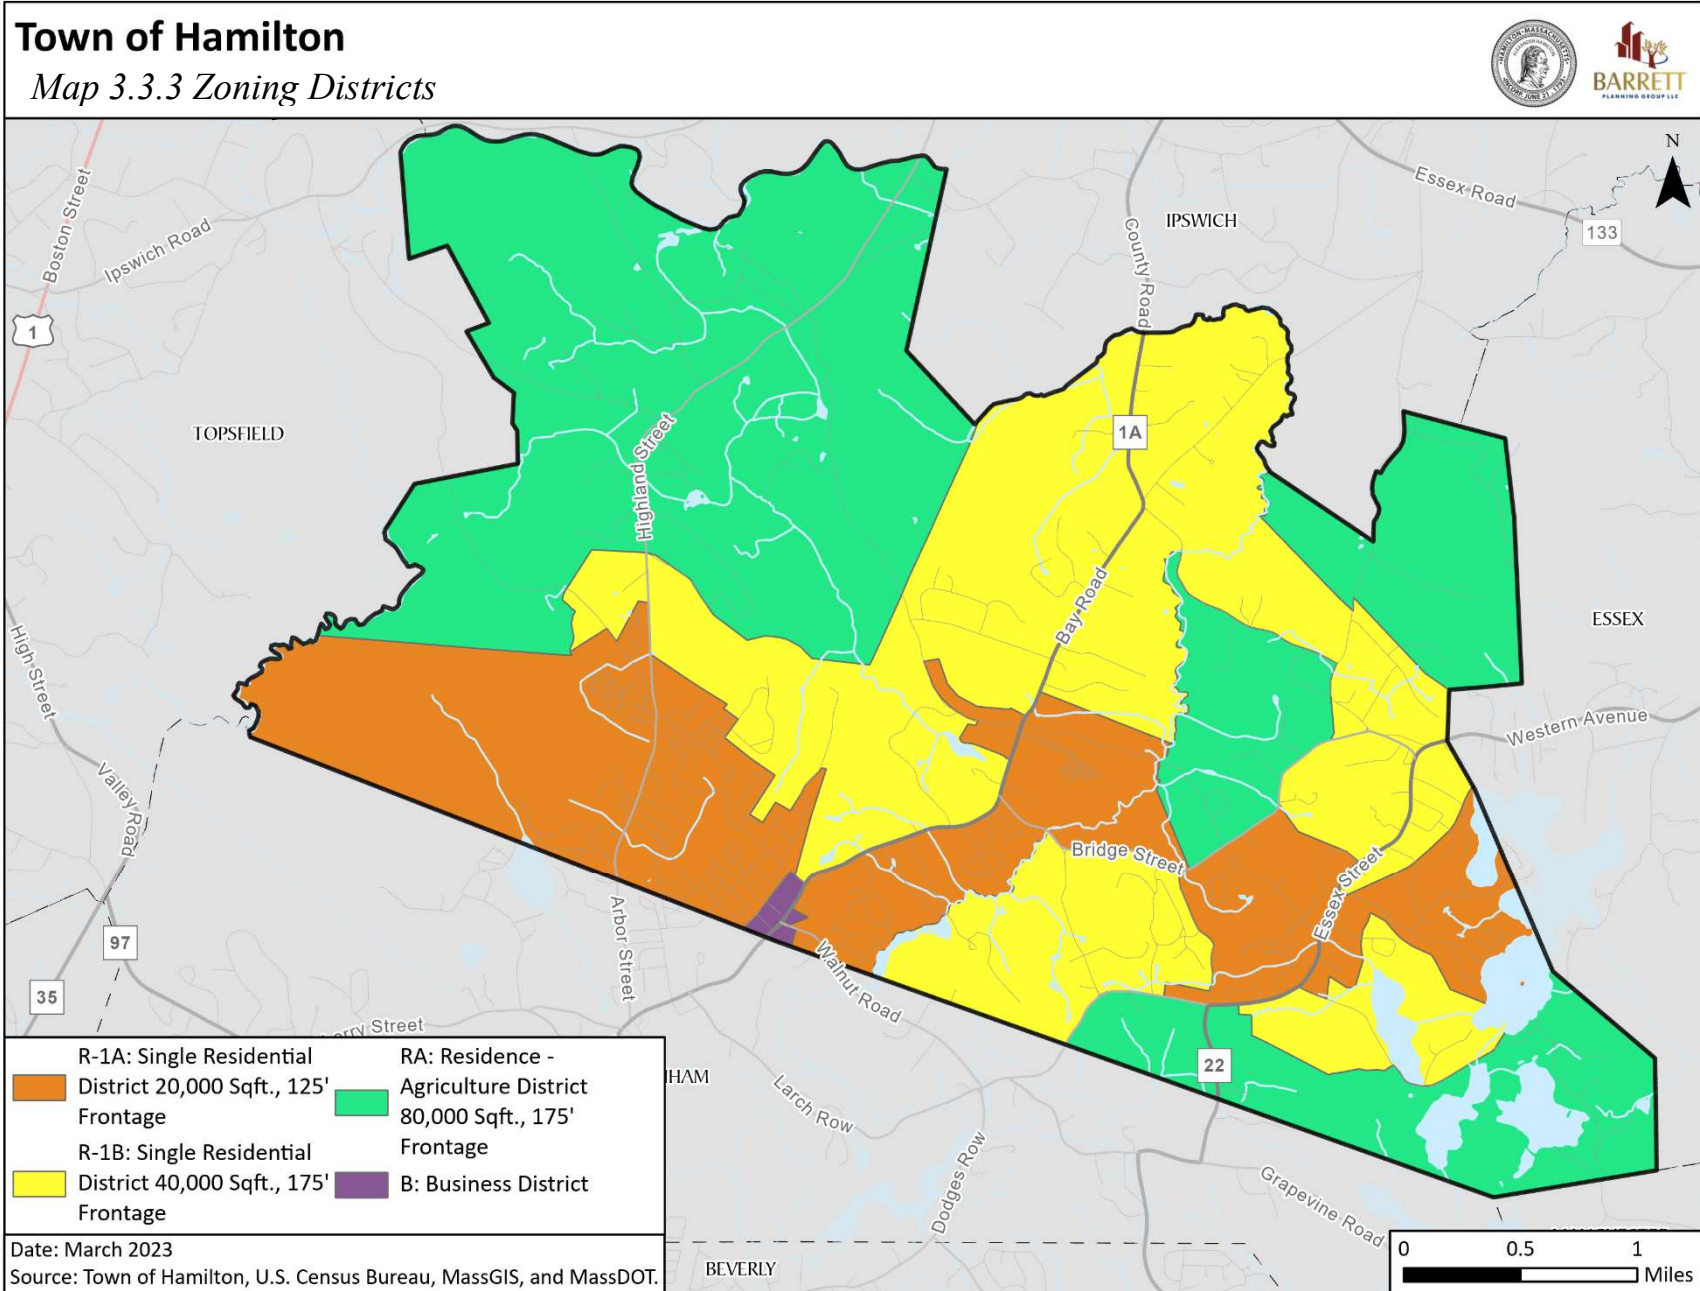 Town of Hamilton
Map 3.3.3 Zoning Districts
HAMILTON·MASSACHUSETTS
BARRETT
PLANNING GROUP LLC
N
Essex Road
133
IPSWICH
County Road
Boston Street
Ipswich Road
1
TOPSFIELD
1A
Highland Street
Bay Road
ESSEX
High Street
Western Avenue
Valley Road
Bridge Street
Essex Street
Arbor Street
97
Walnut Road
35
22
Larch Row
Dodges Row
Grapevine Road
BEVERLY
R-1A: Single Residential
District 20,000 Sqft., 125'
Frontage
R-1B: Single Residential
District 40,000 Sqft., 175'
Frontage
RA: Residence -
Agriculture District
80,000 Sqft., 175'
Frontage
B: Business District
Date: March 2023
Source: Town of Hamilton, U.S. Census Bureau, MassGIS, and MassDOT.
0 0.5 1
Miles